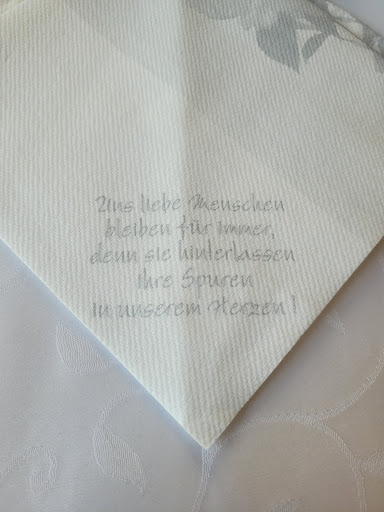 Uns liebe Menschen
bleiben für immer,
denn sie hinterlassen
ihre Spuren
in unserem Herzen!